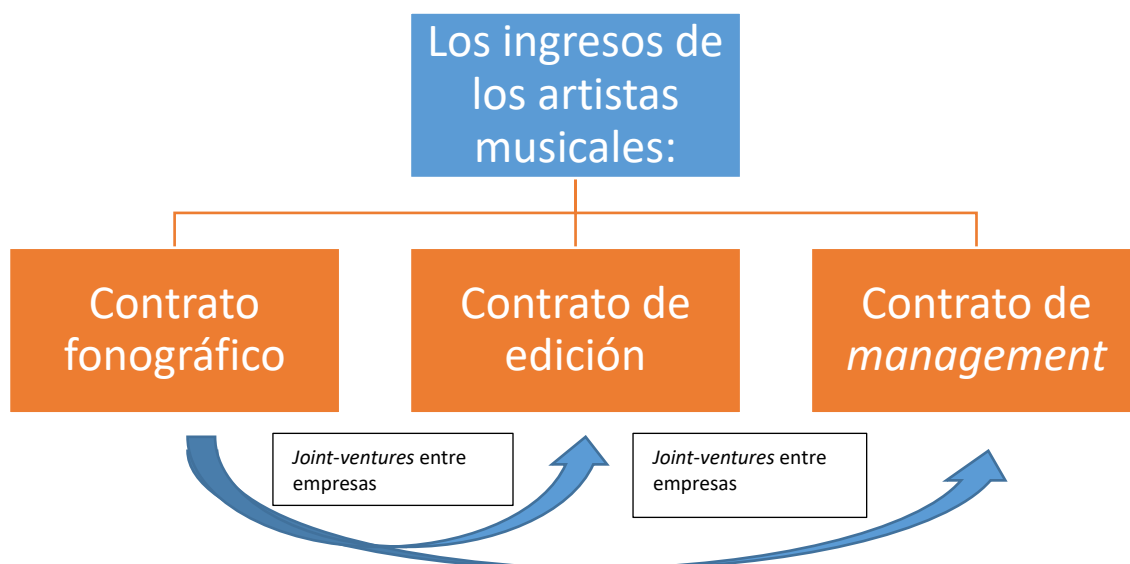 Los ingresos de
los artistas
musicales:
Contrato
fonográfico
Contrato de
edición
Contrato de
management
Joint-ventures entre
empresas
Joint-ventures entre
empresas